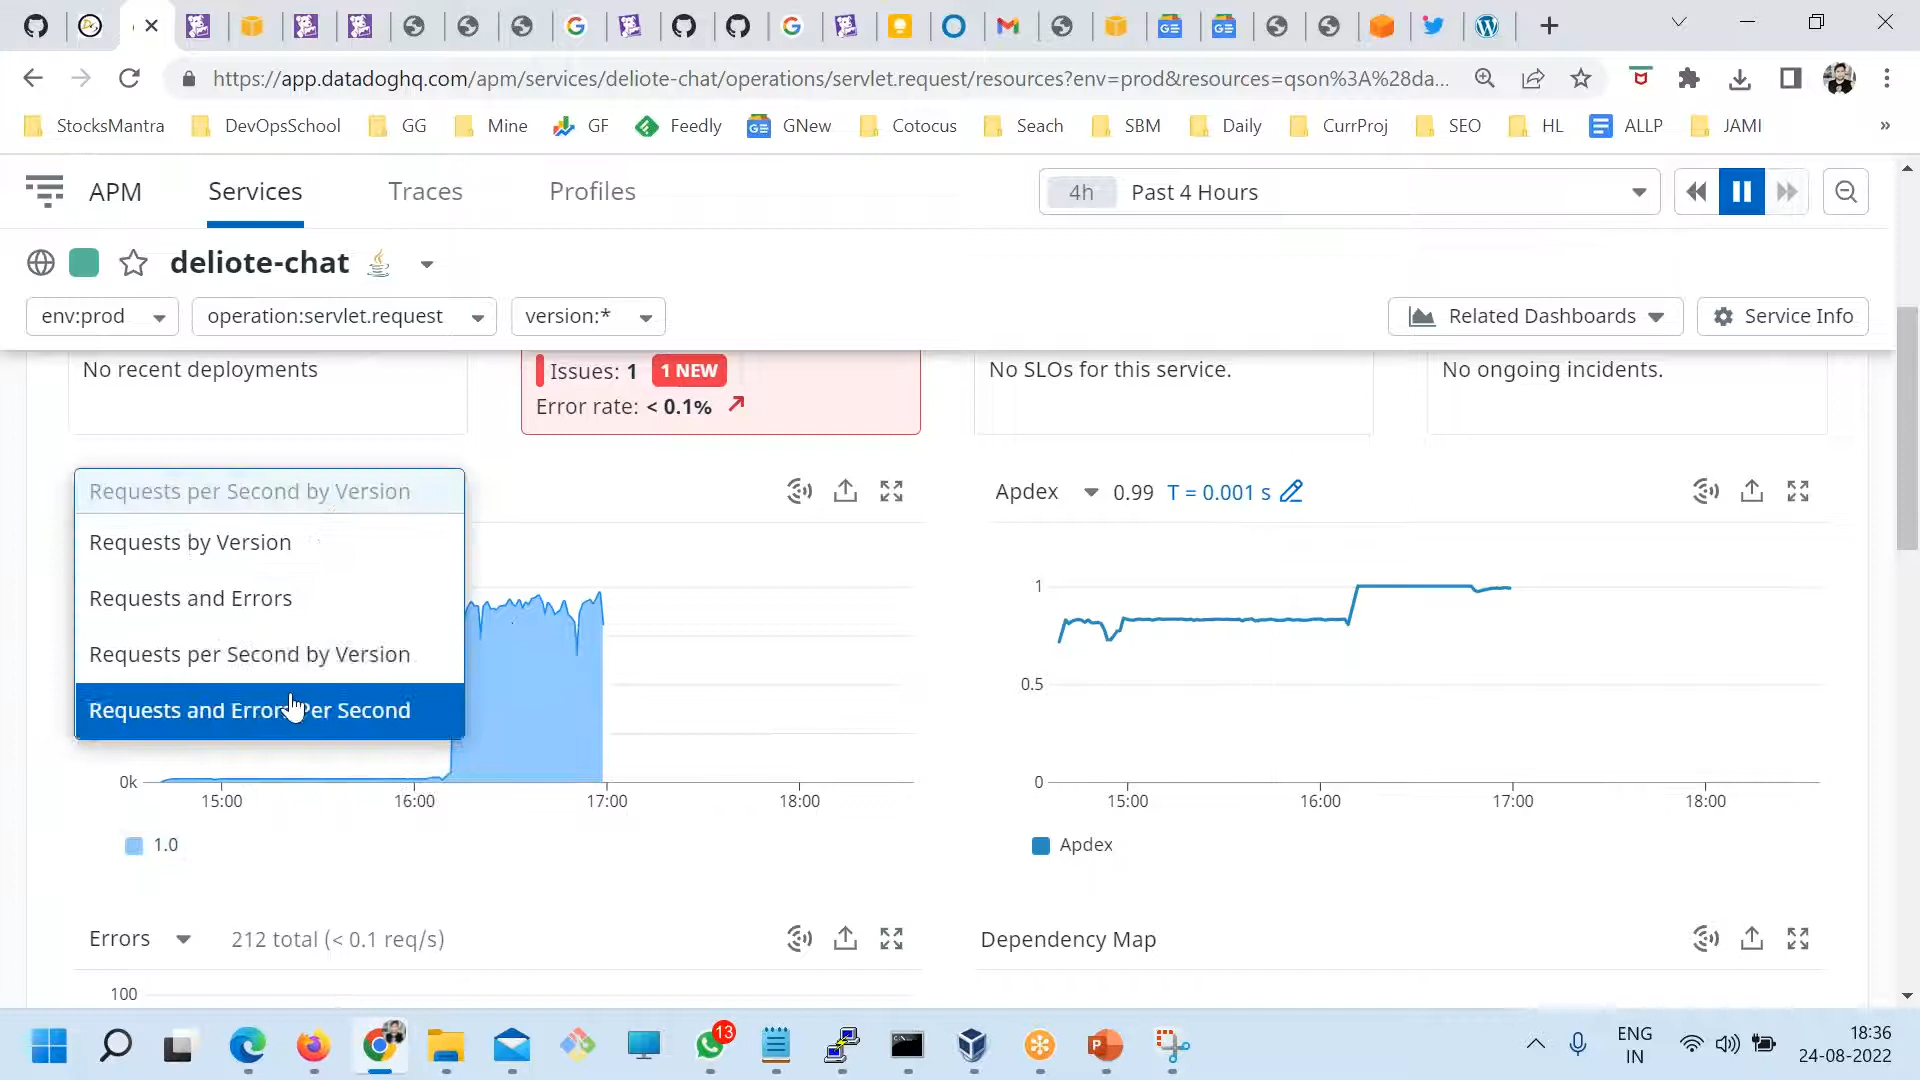 https://app.datadoghq.com/apm/services/deliote-chat/operations/servlet.request/resources?env=prod&resources=qson%3A%28da...
StocksMantra DevOpsSchool GG Mine GF Feedly GNew Cotocus Seach SBM Daily CurrProj SEO HL ALLP JAMI »
APM Services Traces Profiles 4h Past 4 Hours
deliote-chat
env:prod operation:servlet.request version:* Related Dashboards Service Info
No recent deployments
Issues: 1 1 NEW
Error rate: < 0.1%
No SLOs for this service.
No ongoing incidents.
Requests per Second by Version
Requests by Version
Requests and Errors
Requests per Second by Version
Requests and Errors Per Second
0k
15:00 16:00 17:00 18:00
1.0
Apdex 0.99 T = 0.001 s
1
0.5
0
15:00 16:00 17:00 18:00
Apdex
Errors 212 total (< 0.1 req/s)
100
Dependency Map
13
ENG
IN
18:36
24-08-2022